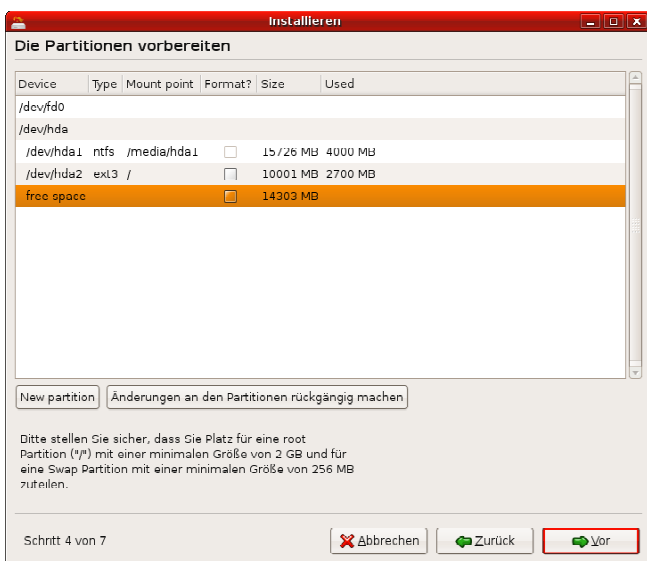 Installieren
Die Partitionen vorbereiten
Device Type Mount point Format? Size Used
/dev/fd0
/dev/hda
/dev/hda1 ntfs /media/hda1 15726 MB 4000 MB
/dev/hda2 ext3 / 10001 MB 2700 MB
free space 14303 MB
New partition Änderungen an den Partitionen rückgängig machen
Bitte stellen Sie sicher, dass Sie Platz für eine root
Partition ("/") mit einer minimalen Größe von 2 GB und für
eine Swap Partition mit einer minimalen Größe von 256 MB
zuteilen.
Schritt 4 von 7 Abbrechen Zurück Vor